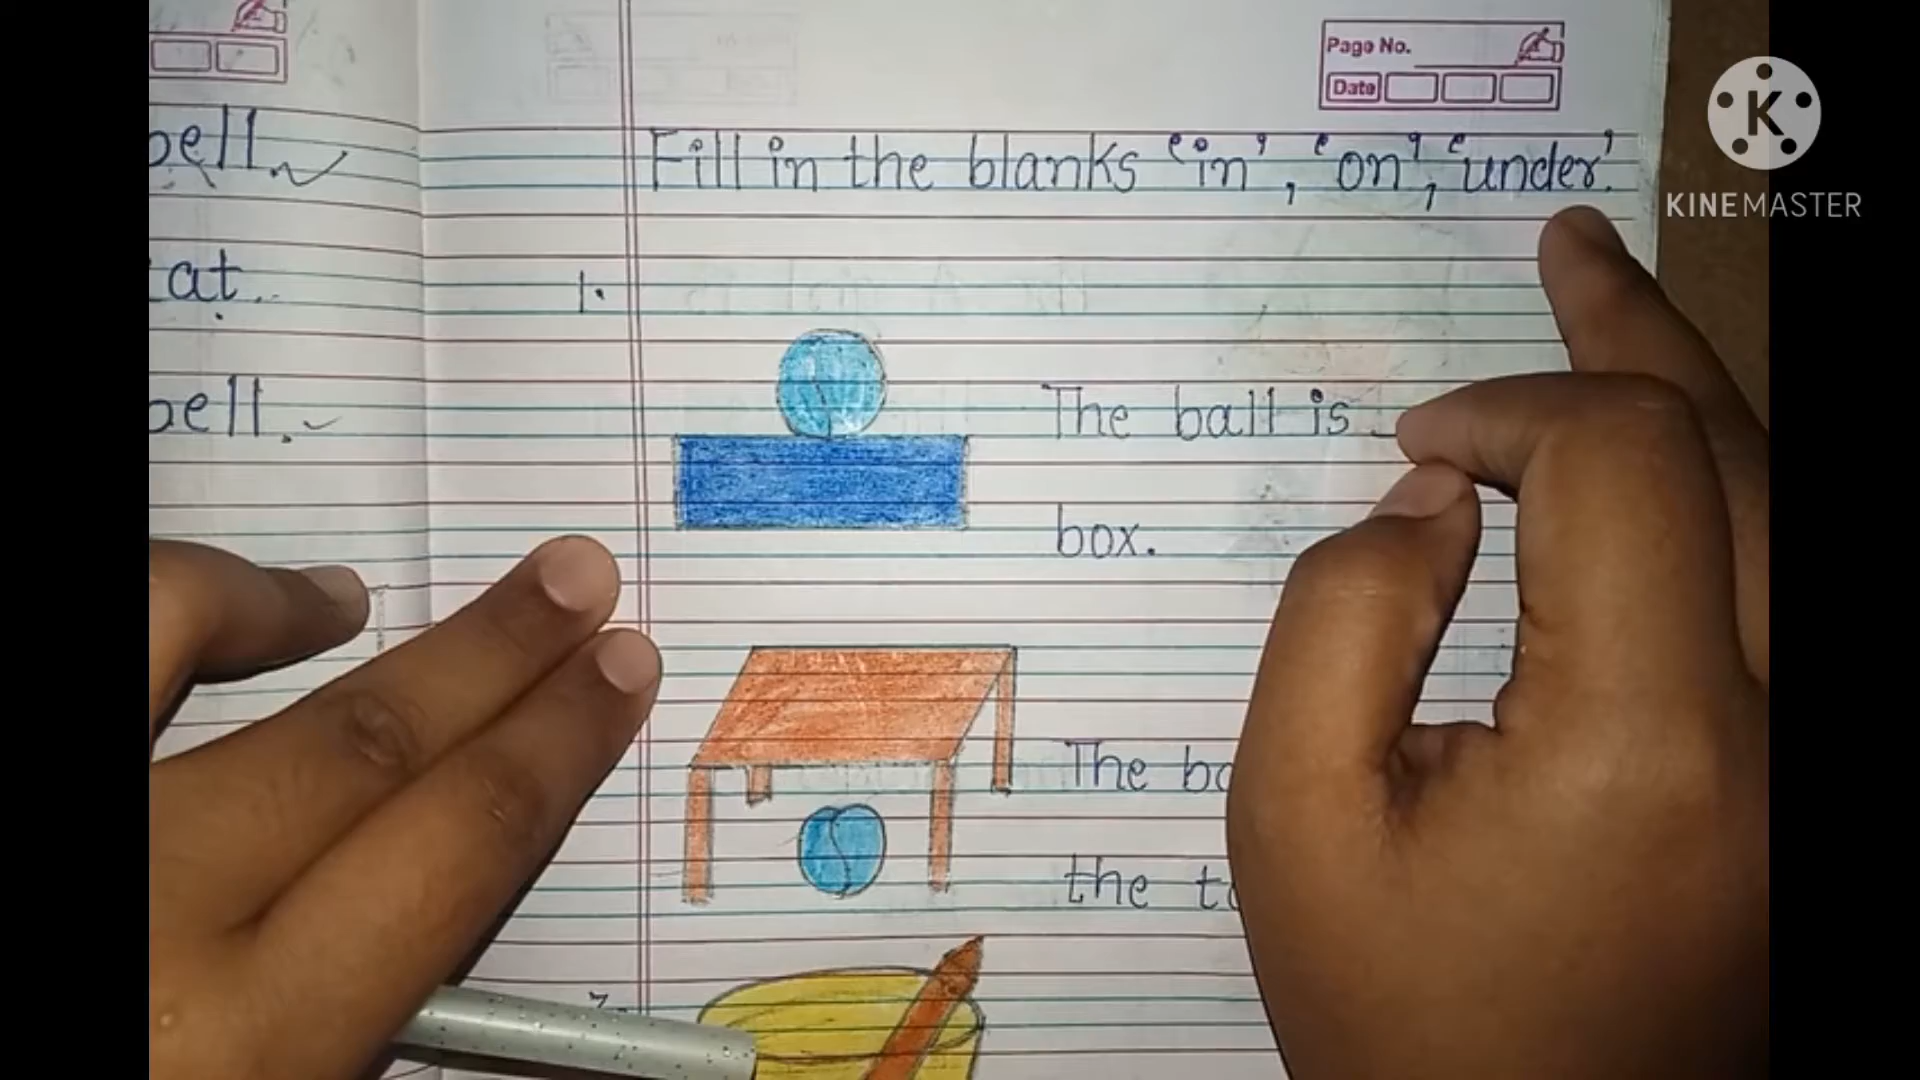 Page No.
Date
bell.
at.
bell.
Fill in the blanks 'in', 'on', 'under'.
1.
The ball is
box.
The
the
K
KINEMASTER